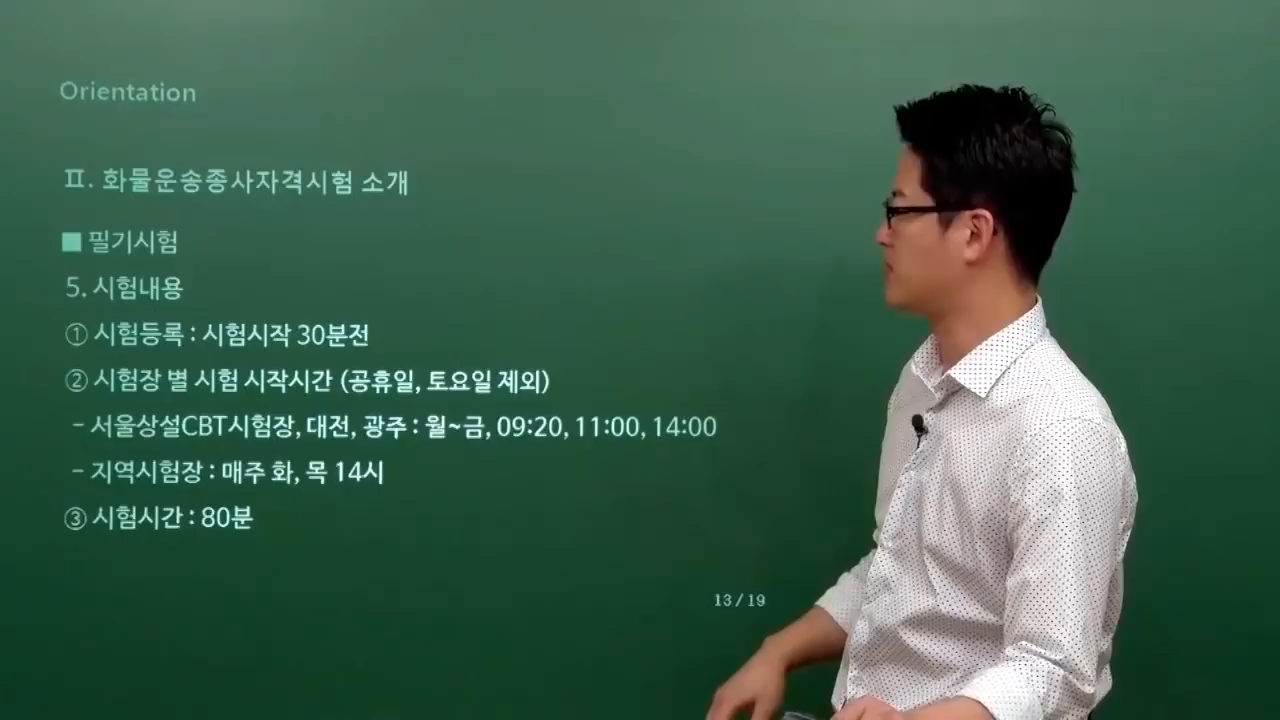 Orientation
Ⅱ. 화물운송종사자격시험 소개
■ 필기시험
5. 시험내용
① 시험등록 : 시험시작 30분전
② 시험장 별 시험 시작시간 (공휴일, 토요일 제외)
- 서울상설CBT시험장, 대전, 광주 : 월~금, 09:20, 11:00, 14:00
- 지역시험장 : 매주 화, 목 14시
③ 시험시간 : 80분
13 / 19